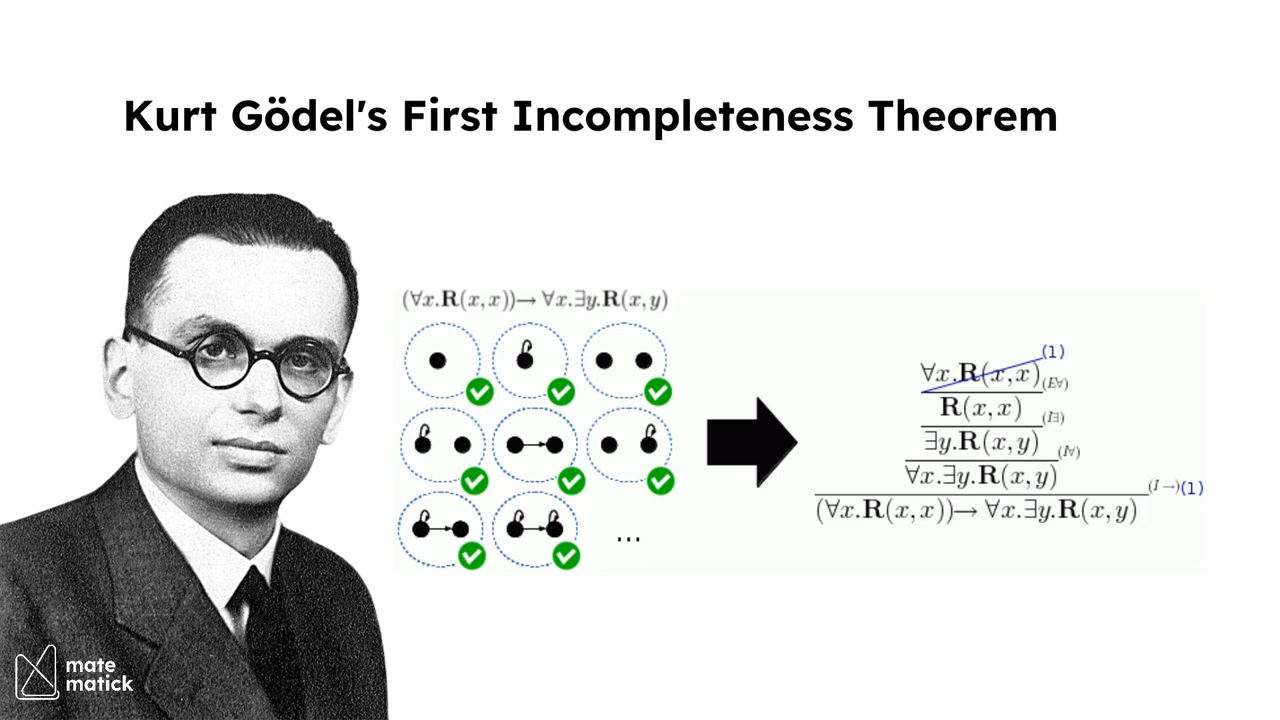 Kurt Gödel's First Incompleteness Theorem
(∀x.R(x,x))→ ∀x.∃y.R(x,y)
...
(1)
∀x.R(x,x) (E∀)
R(x,x) (I∃)
∃y.R(x,y) (I∀)
∀x.∃y.R(x,y) (I→)(1)
(∀x.R(x,x))→ ∀x.∃y.R(x,y)
mate
matick